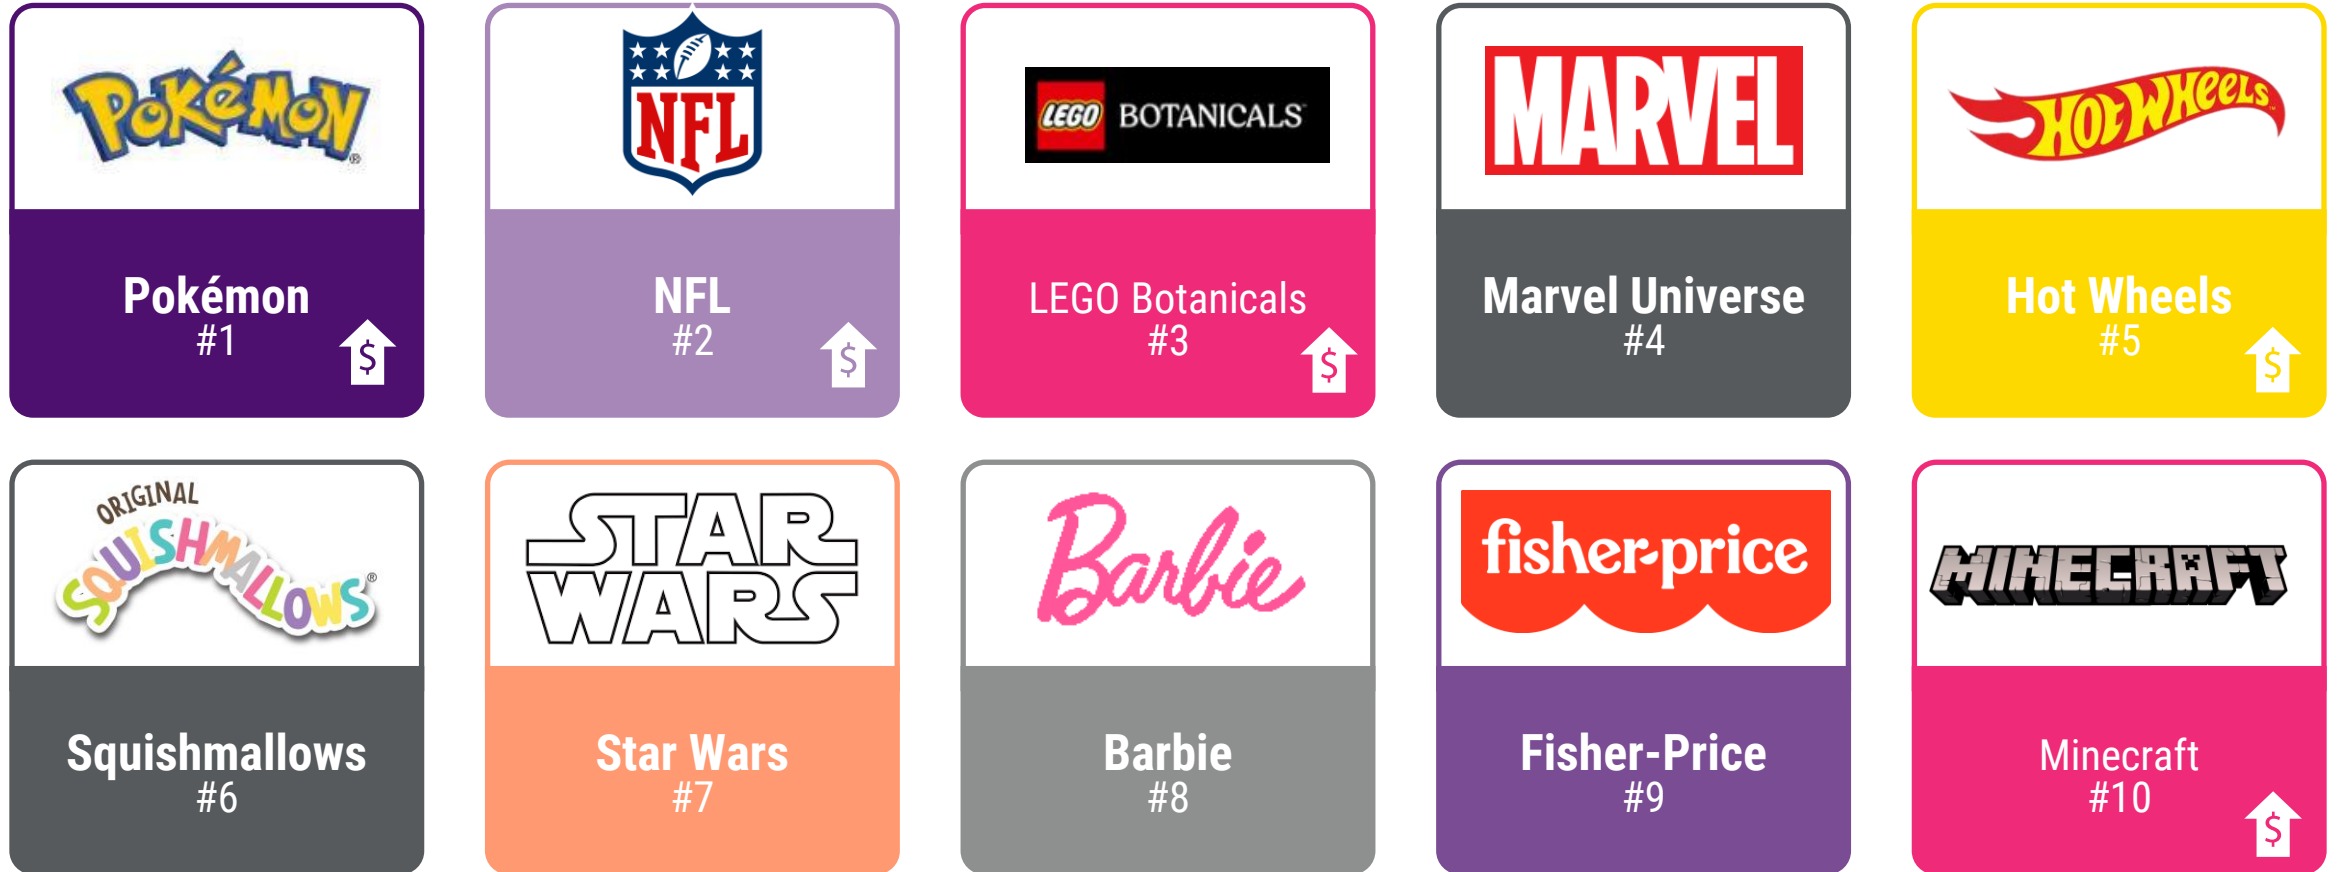 POKéMON
®
NFL
LEGO BOTANICALS™
MARVEL
HOT WHEELS™
Pokémon
#1
$
NFL
#2
$
LEGO Botanicals
#3
$
Marvel Universe
#4
Hot Wheels
#5
$
ORIGINAL
SQUISHMALLOWS®
STAR
WARS
Barbie
fisher-price
MINECRAFT
Squishmallows
#6
Star Wars
#7
Barbie
#8
Fisher-Price
#9
Minecraft
#10
$